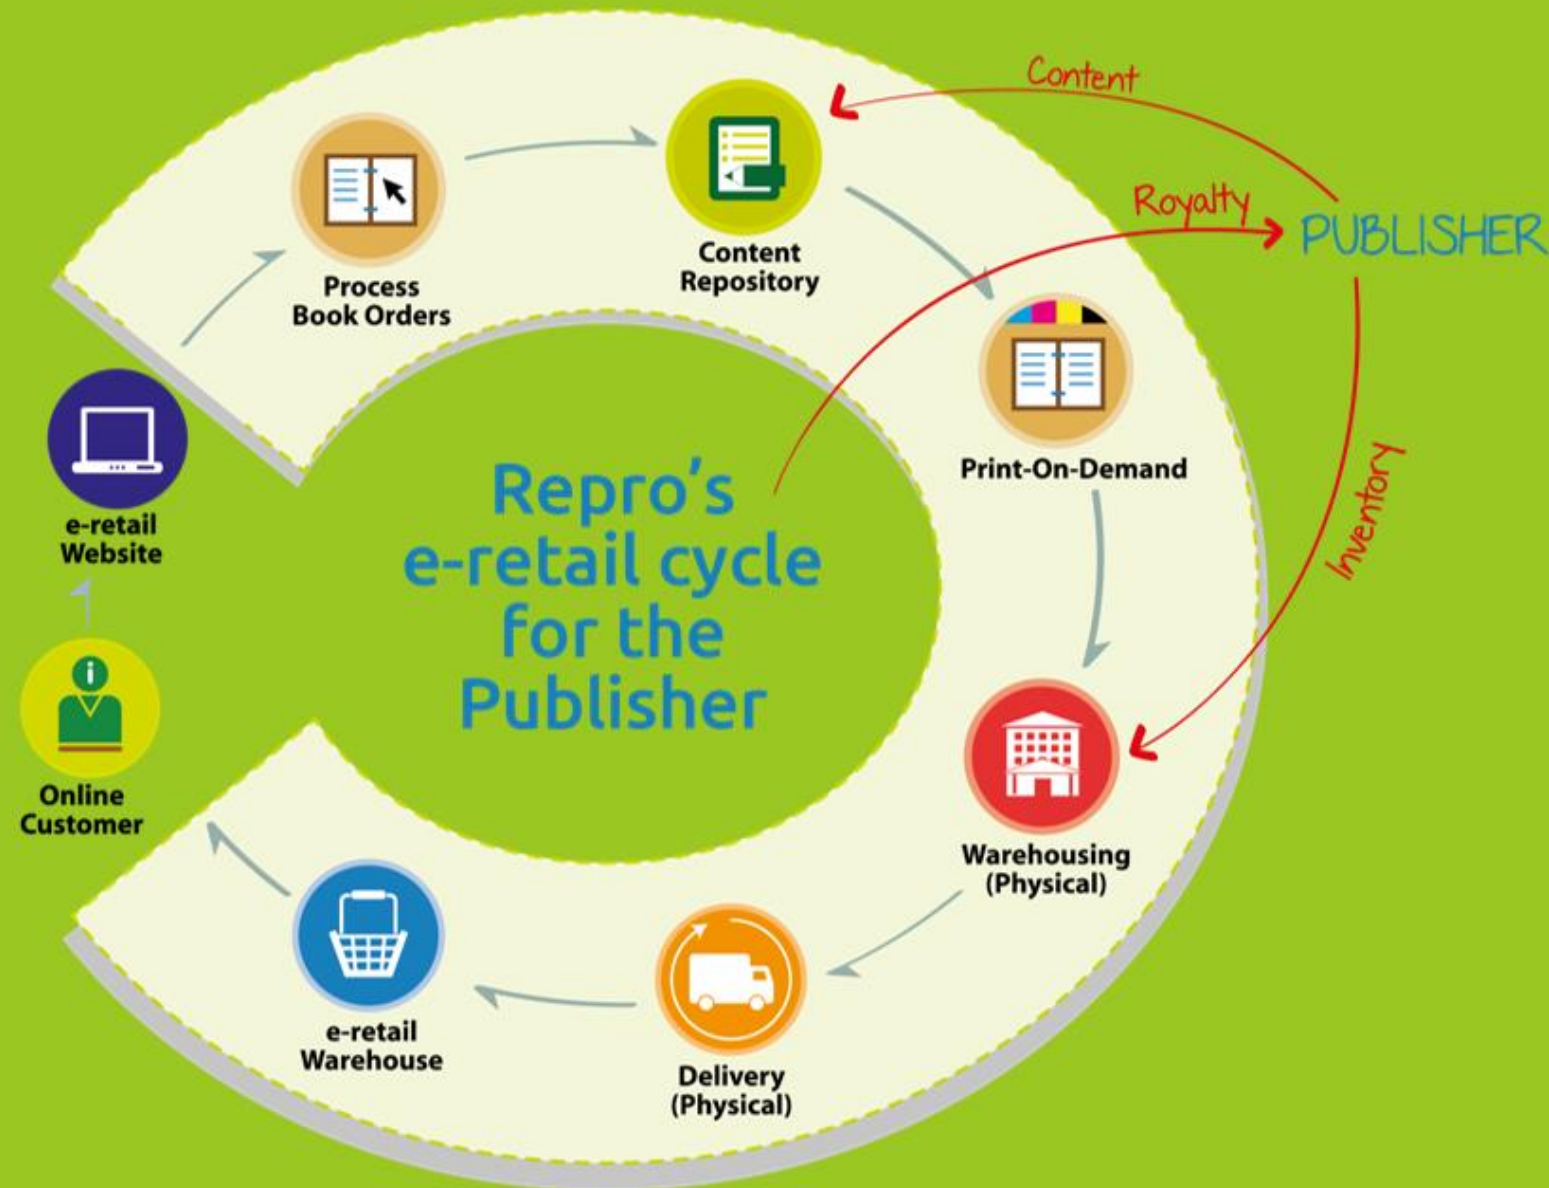 Content
Royalty
PUBLISHER
Inventory
Process
Book Orders
Content
Repository
Print-On-Demand
Warehousing
(Physical)
Delivery
(Physical)
e-retail
Warehouse
Online
Customer
e-retail
Website
Repro's
e-retail cycle
for the
Publisher
i